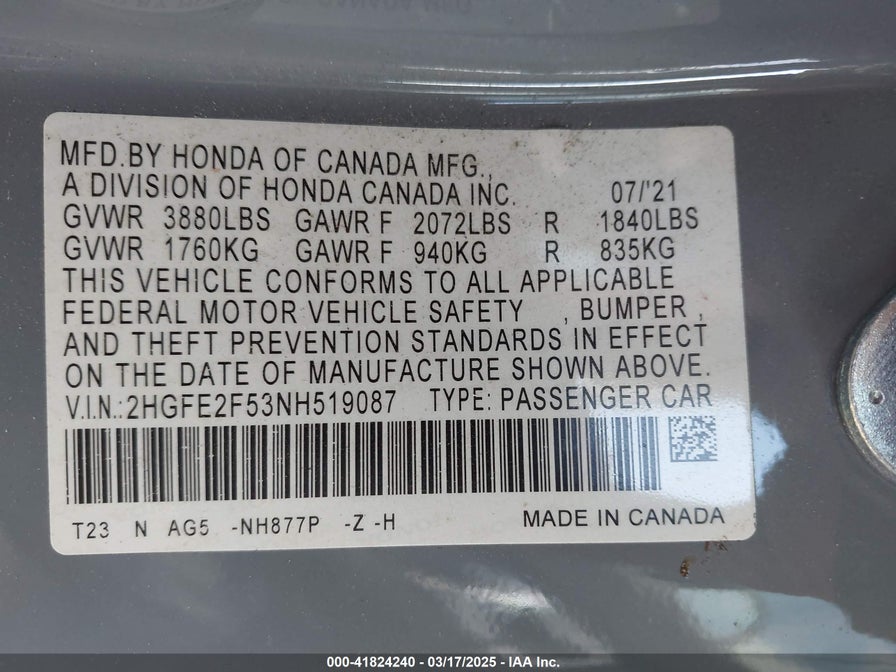 MFD.BY HONDA OF CANADA MFG.,
A DIVISION OF HONDA CANADA INC. 07/'21
GVWR 3880LBS GAWR F 2072LBS R 1840LBS
GVWR 1760KG GAWR F 940KG R 835KG
THIS VEHICLE CONFORMS TO ALL APPLICABLE
FEDERAL MOTOR VEHICLE SAFETY , BUMPER ,
AND THEFT PREVENTION STANDARDS IN EFFECT
ON THE DATE OF MANUFACTURE SHOWN ABOVE.
V.I.N.:2HGFE2F53NH519087 TYPE: PASSENGER CAR
T23 N AG5 -NH877P -Z -H MADE IN CANADA
000-41824240 - 03/17/2025 - IAA Inc.